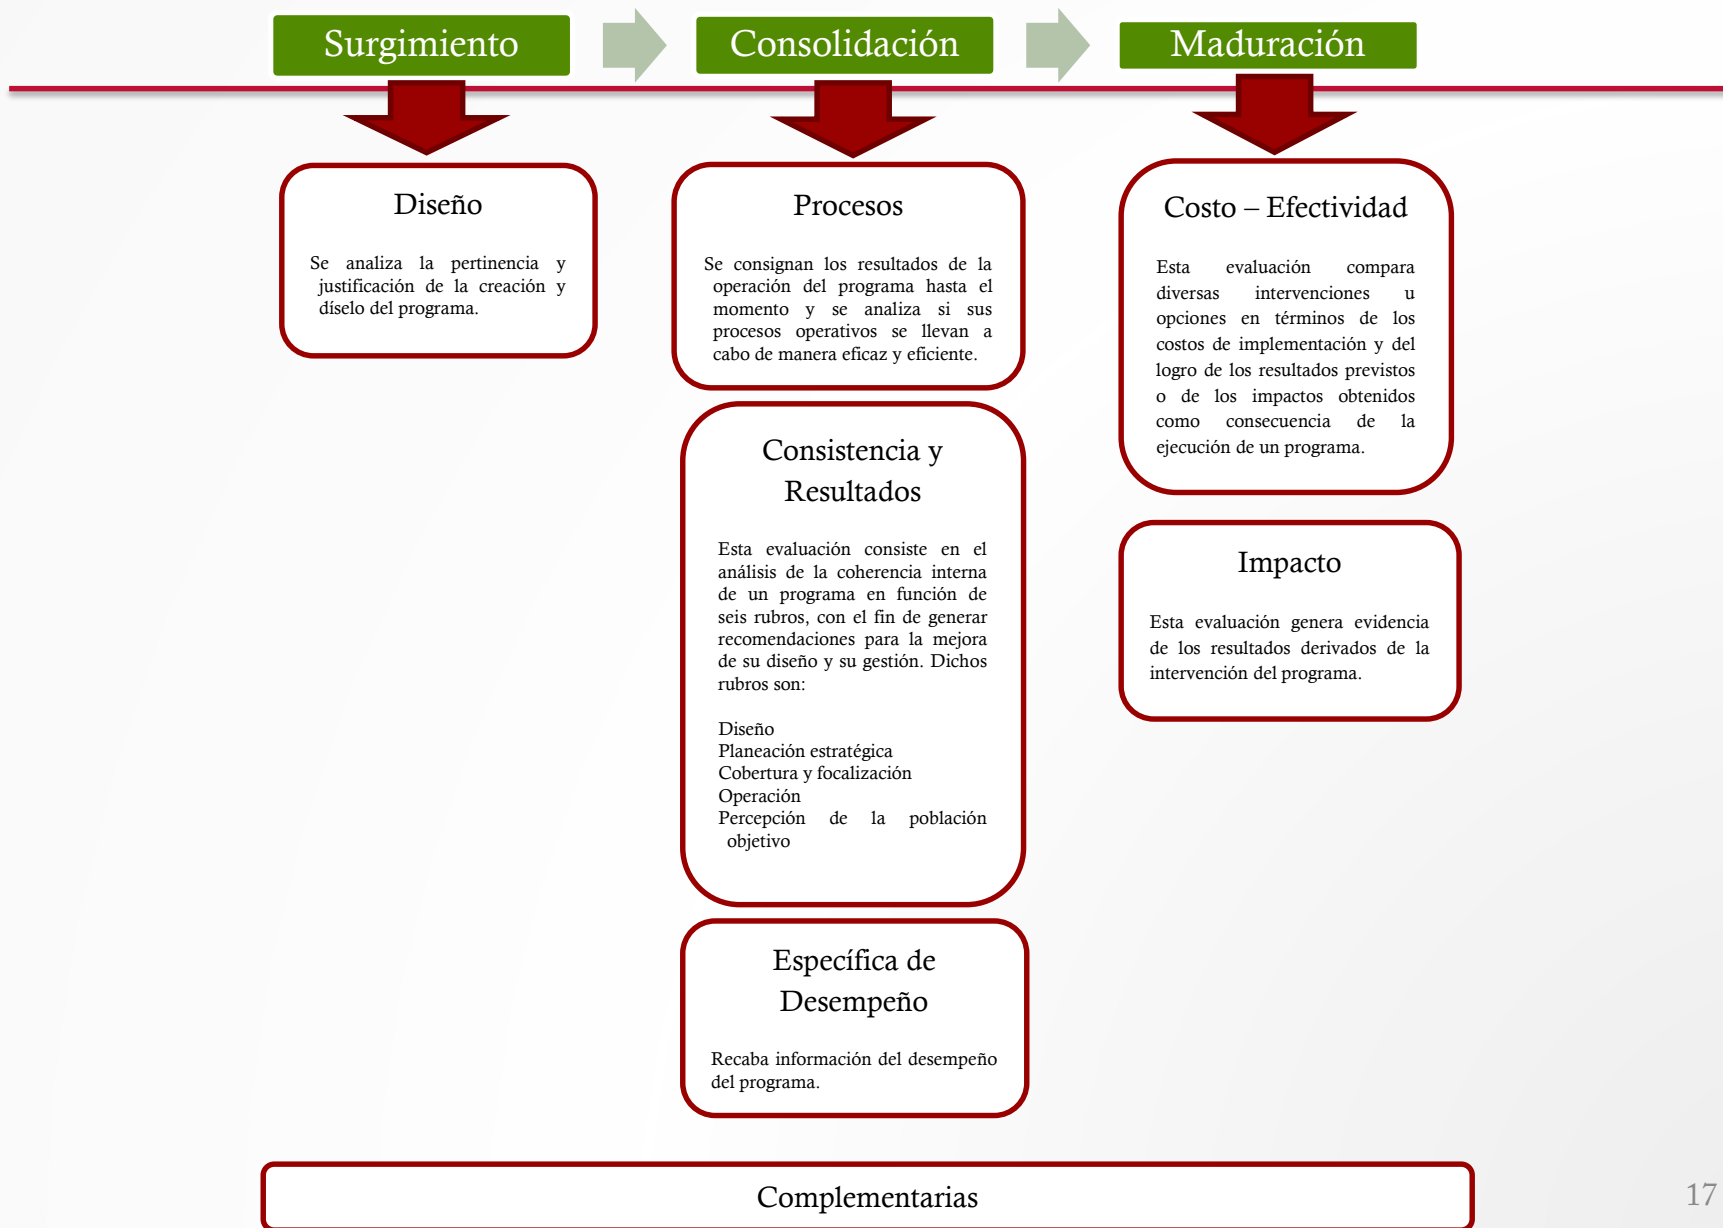 Surgimiento
Consolidación
Maduración
Diseño
Se analiza la pertinencia y
justificación de la creación y
díselo del programa.
Procesos
Se consignan los resultados de la
operación del programa hasta el
momento y se analiza si sus
procesos operativos se llevan a
cabo de manera eficaz y eficiente.
Consistencia y
Resultados
Esta evaluación consiste en el
análisis de la coherencia interna
de un programa en función de
seis rubros, con el fin de generar
recomendaciones para la mejora
de su diseño y su gestión. Dichos
rubros son:
Diseño
Planeación estratégica
Cobertura y focalización
Operación
Percepción de la población
objetivo
Específica de
Desempeño
Recaba información del desempeño
del programa.
Costo – Efectividad
Esta evaluación compara
diversas intervenciones u
opciones en términos de los
costos de implementación y del
logro de los resultados previstos
o de los impactos obtenidos
como consecuencia de la
ejecución de un programa.
Impacto
Esta evaluación genera evidencia
de los resultados derivados de la
intervención del programa.
Complementarias
17